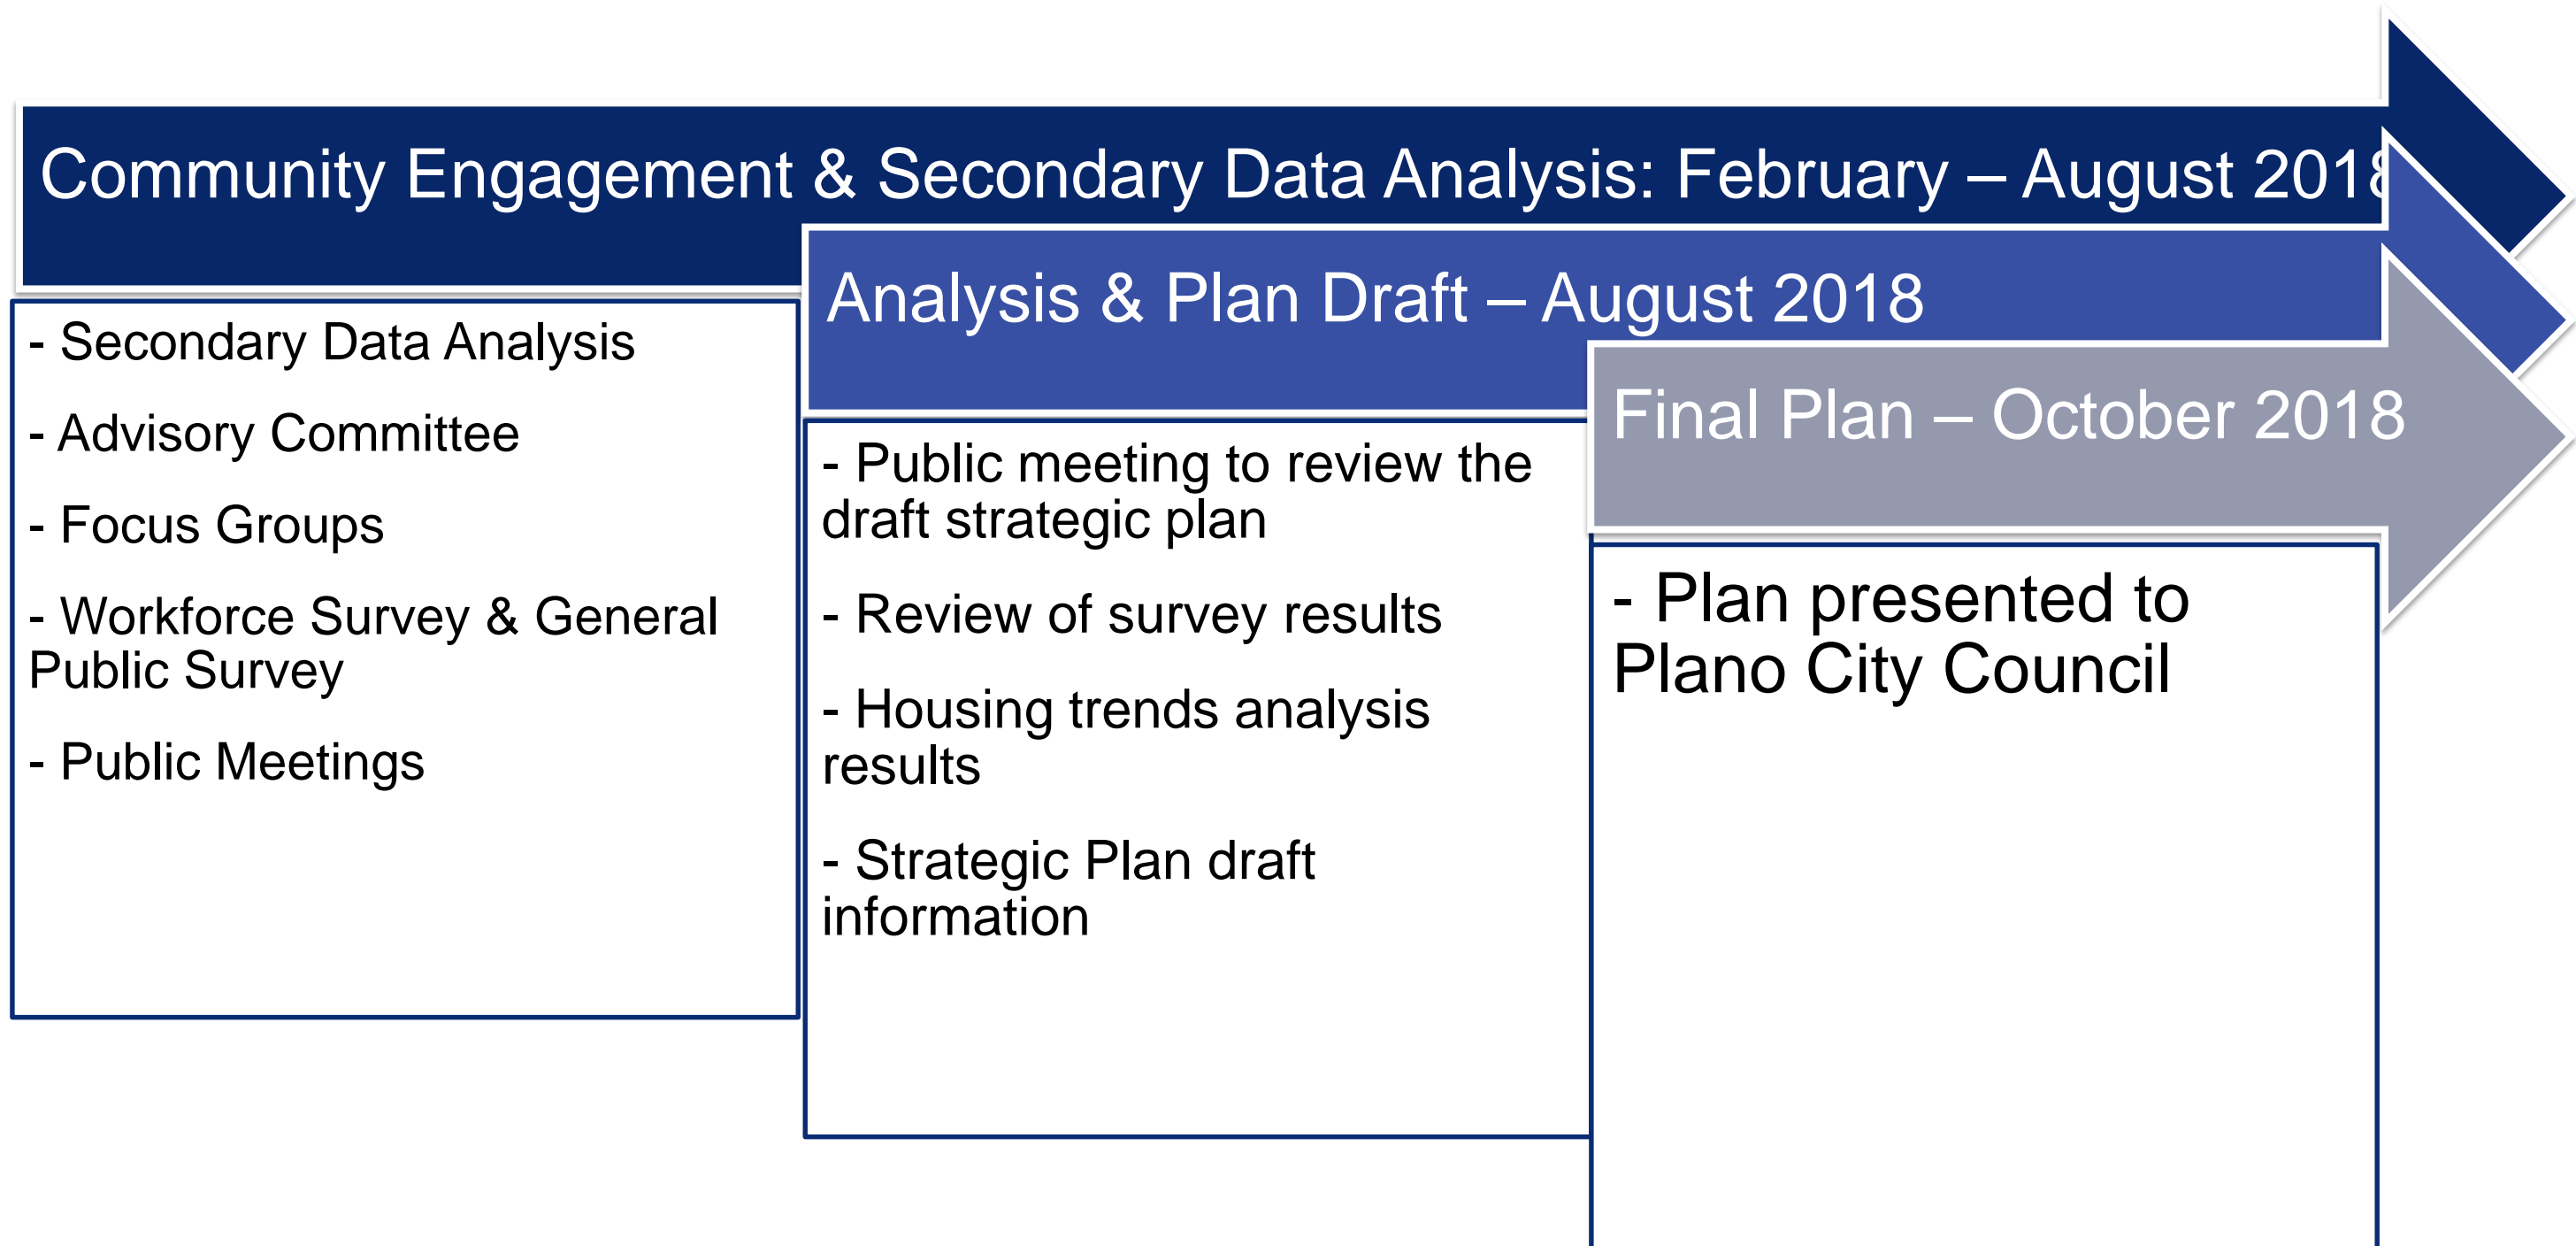 Community Engagement & Secondary Data Analysis: February – August 2018
- Secondary Data Analysis
- Advisory Committee
- Focus Groups
- Workforce Survey & General
Public Survey
- Public Meetings
Analysis & Plan Draft – August 2018
- Public meeting to review the
draft strategic plan
- Review of survey results
- Housing trends analysis
results
- Strategic Plan draft
information
Final Plan – October 2018
- Plan presented to
Plano City Council